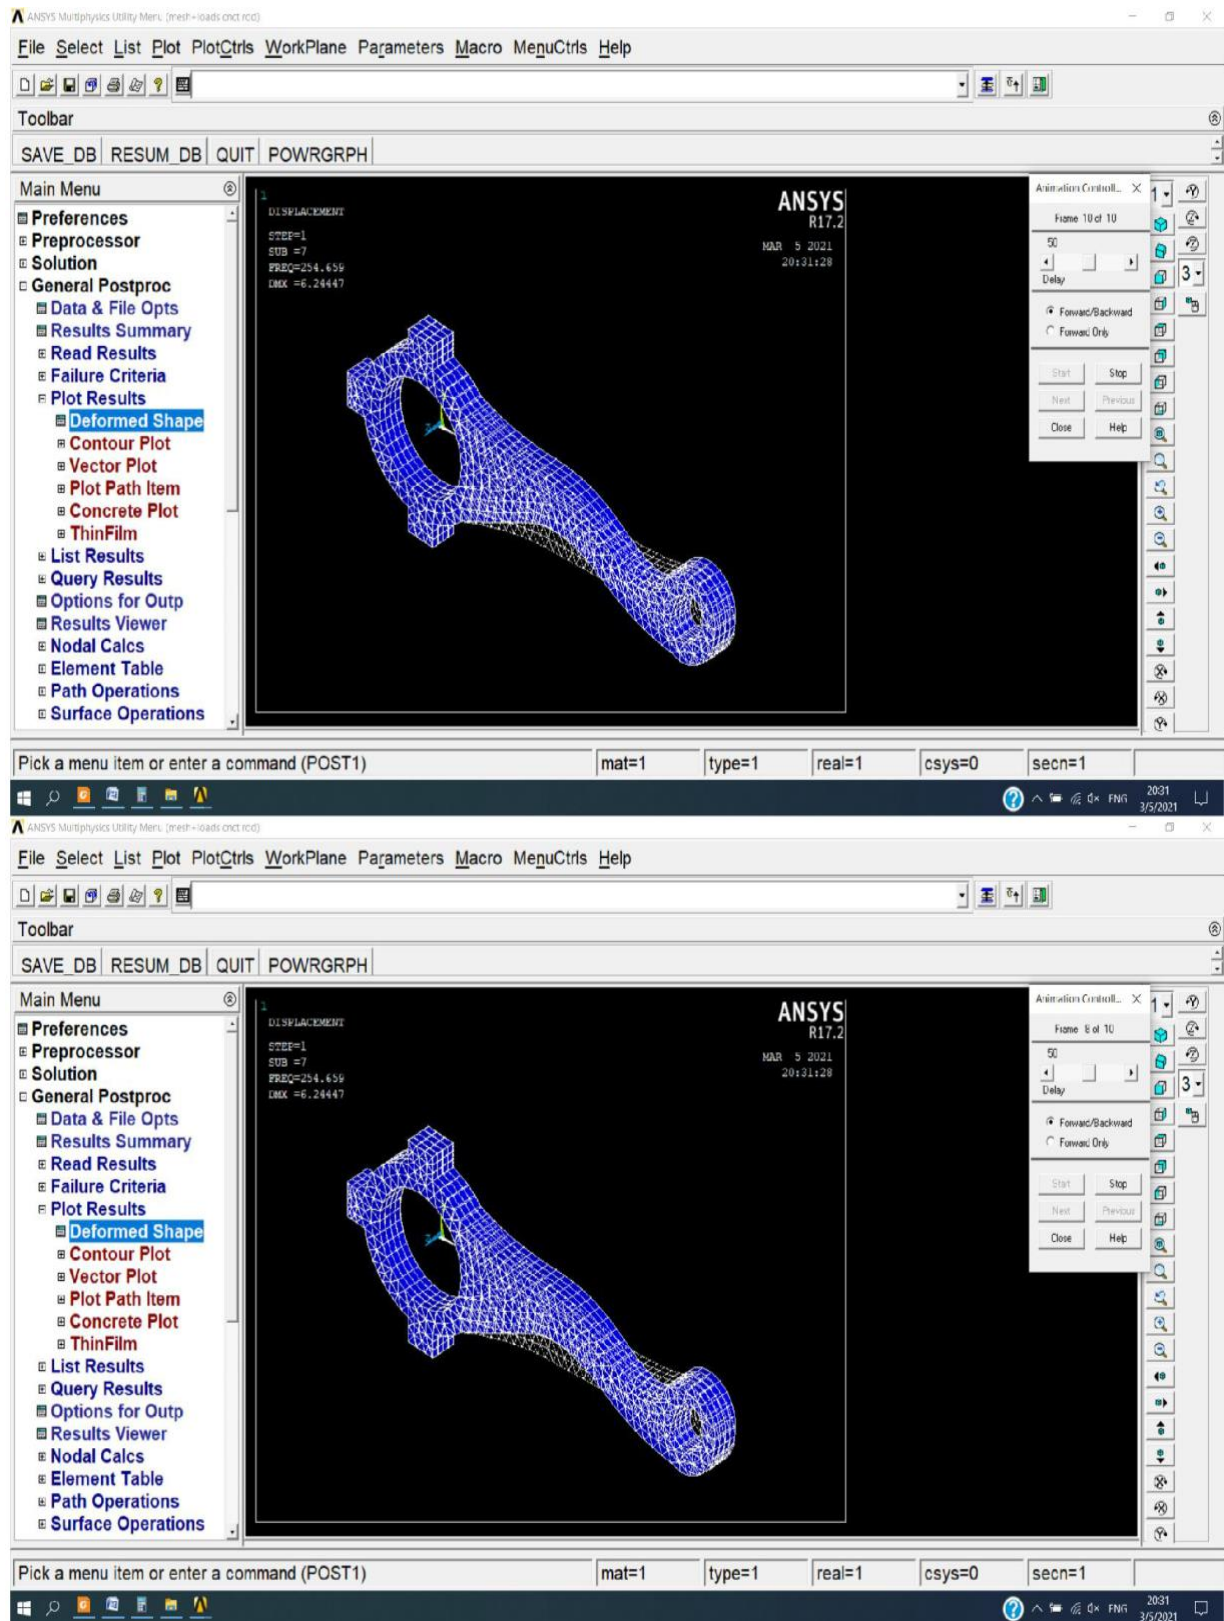 ANSYS Multiphysics Utility Menu (mesh+loads cnct rod)
File Select List Plot PlotCtrls WorkPlane Parameters Macro MenuCtrls Help
Toolbar
SAVE_DB RESUM_DB QUIT POWRGRPH
Main Menu
Preferences
Preprocessor
Solution
General Postproc
Data & File Opts
Results Summary
Read Results
Failure Criteria
Plot Results
Deformed Shape
Contour Plot
Vector Plot
Plot Path Item
Concrete Plot
ThinFilm
List Results
Query Results
Options for Outp
Results Viewer
Nodal Calcs
Element Table
Path Operations
Surface Operations
1
DISPLACEMENT
STEP=1
SUB =7
FREQ=254.659
DMX =6.24447
ANSYS
R17.2
MAR 5 2021
20:31:28
Animation Controll...
Frame 10 of 10
50
Delay
Forward/Backward
Forward Only
Start Stop
Next Previous
Close Help
1
3
Pick a menu item or enter a command (POST1) mat=1 type=1 real=1 csys=0 secn=1
ENG 20:31
3/5/2021
ANSYS Multiphysics Utility Menu (mesh+loads cnct rod)
File Select List Plot PlotCtrls WorkPlane Parameters Macro MenuCtrls Help
Toolbar
SAVE_DB RESUM_DB QUIT POWRGRPH
Main Menu
Preferences
Preprocessor
Solution
General Postproc
Data & File Opts
Results Summary
Read Results
Failure Criteria
Plot Results
Deformed Shape
Contour Plot
Vector Plot
Plot Path Item
Concrete Plot
ThinFilm
List Results
Query Results
Options for Outp
Results Viewer
Nodal Calcs
Element Table
Path Operations
Surface Operations
1
DISPLACEMENT
STEP=1
SUB =7
FREQ=254.659
DMX =6.24447
ANSYS
R17.2
MAR 5 2021
20:31:28
Animation Controll...
Frame 8 of 10
50
Delay
Forward/Backward
Forward Only
Start Stop
Next Previous
Close Help
1
3
Pick a menu item or enter a command (POST1) mat=1 type=1 real=1 csys=0 secn=1
ENG 20:31
3/5/2021